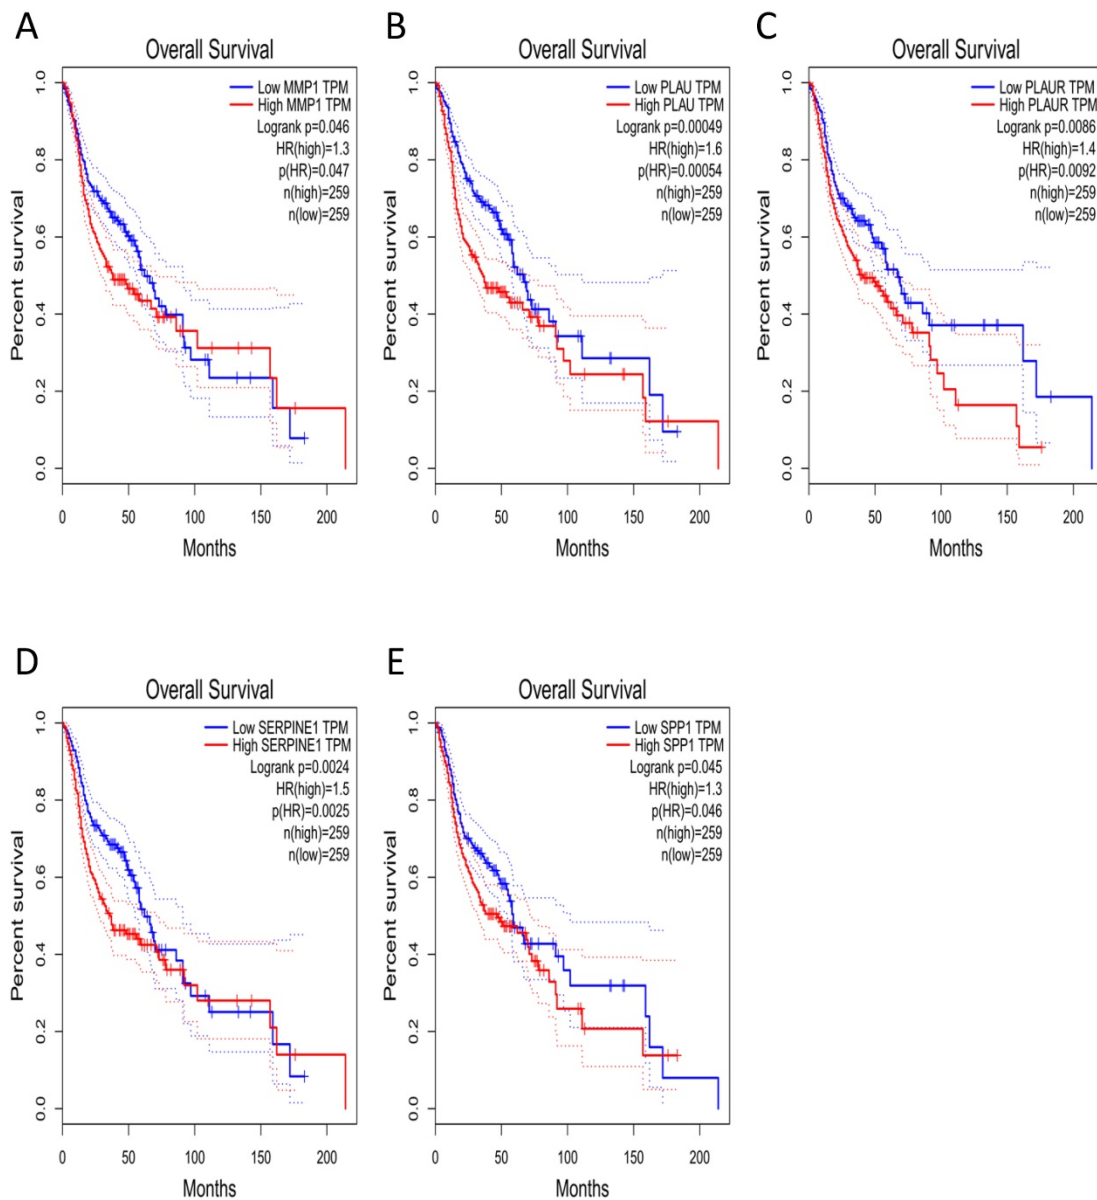 A
Overall Survival
Low MMP1 TPM
High MMP1 TPM
Logrank p=0.046
HR(high)=1.3
p(HR)=0.047
n(high)=259
n(low)=259
Percent survival
0.0 0.2 0.4 0.6 0.8 1.0
0 50 100 150 200
Months
B
Overall Survival
Low PLAU TPM
High PLAU TPM
Logrank p=0.00049
HR(high)=1.6
p(HR)=0.00054
n(high)=259
n(low)=259
Percent survival
0.0 0.2 0.4 0.6 0.8 1.0
0 50 100 150 200
Months
C
Overall Survival
Low PLAUR TPM
High PLAUR TPM
Logrank p=0.0086
HR(high)=1.4
p(HR)=0.0092
n(high)=259
n(low)=259
Percent survival
0.0 0.2 0.4 0.6 0.8 1.0
0 50 100 150 200
Months
D
Overall Survival
Low SERPINE1 TPM
High SERPINE1 TPM
Logrank p=0.0024
HR(high)=1.5
p(HR)=0.0025
n(high)=259
n(low)=259
Percent survival
0.0 0.2 0.4 0.6 0.8 1.0
0 50 100 150 200
Months
E
Overall Survival
Low SPP1 TPM
High SPP1 TPM
Logrank p=0.045
HR(high)=1.3
p(HR)=0.046
n(high)=259
n(low)=259
Percent survival
0.0 0.2 0.4 0.6 0.8 1.0
0 50 100 150 200
Months